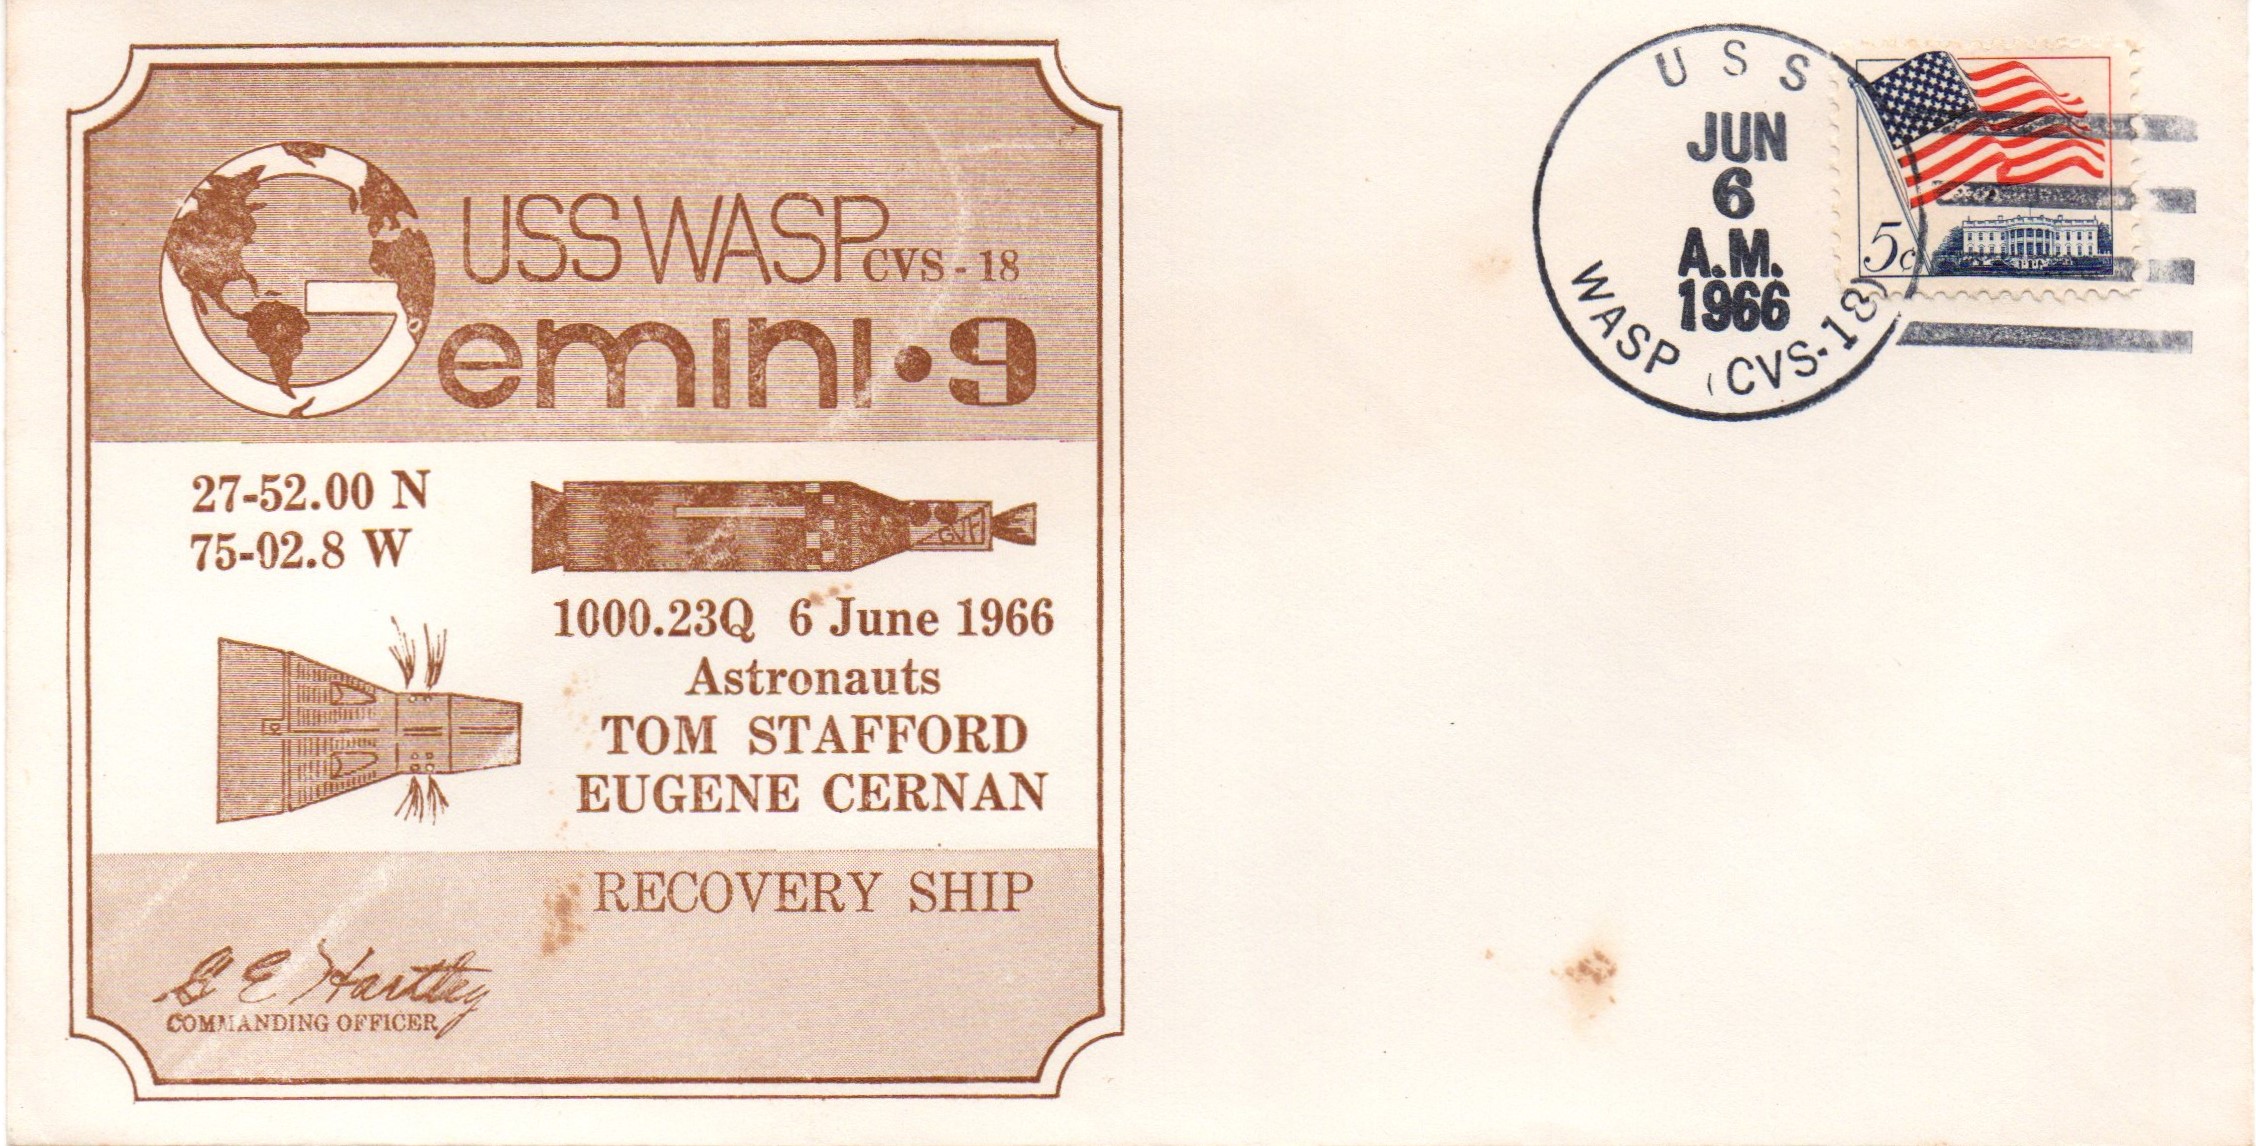 USS WASP CVS - 18
Gemini·9
27-52.00 N
75-02.8 W
1000.23Q 6 June 1966
Astronauts
TOM STAFFORD
EUGENE CERNAN
RECOVERY SHIP
G E Hartley
COMMANDING OFFICER
USS
JUN
6
A.M.
1966
WASP (CVS-18)
5c